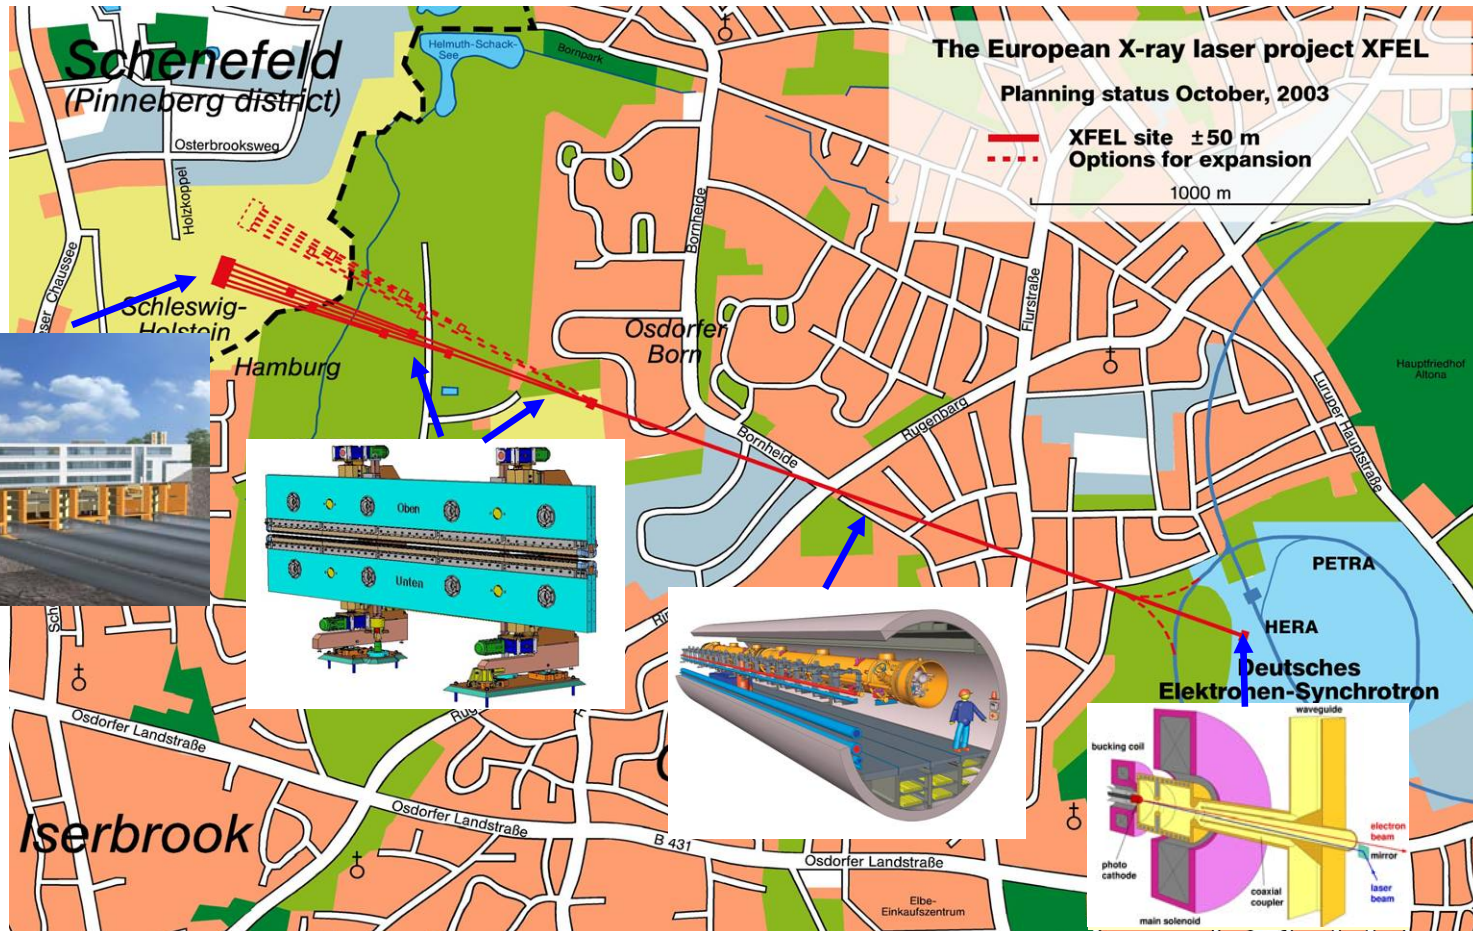 Schenefeld
(Pinneberg district)
Osterbrooksweg
Holzkoppel
Helmuth-Schack-
See
Bornpark
The European X-ray laser project XFEL
Planning status October, 2003
XFEL site ±50 m
Options for expansion
1000 m
Bornheide
Flurstraße
Chaussee
Schleswig-
Holstein
Hamburg
Osdorfer
Born
Hauptfriedhof
Altona
Luruper Hauptstraße
Rugenbarg
Bornheide
Oben
Unten
PETRA
HERA
Deutsches
Elektronen-Synchrotron
waveguide
bucking coil
electron
beam
mirror
photo
cathode
laser
beam
coaxial
coupler
main solenoid
Osdorfer Landstraße
Osdorfer Landstraße
B 431
Osdorfer Landstraße
Iserbrook
Elbe-
Einkaufszentrum